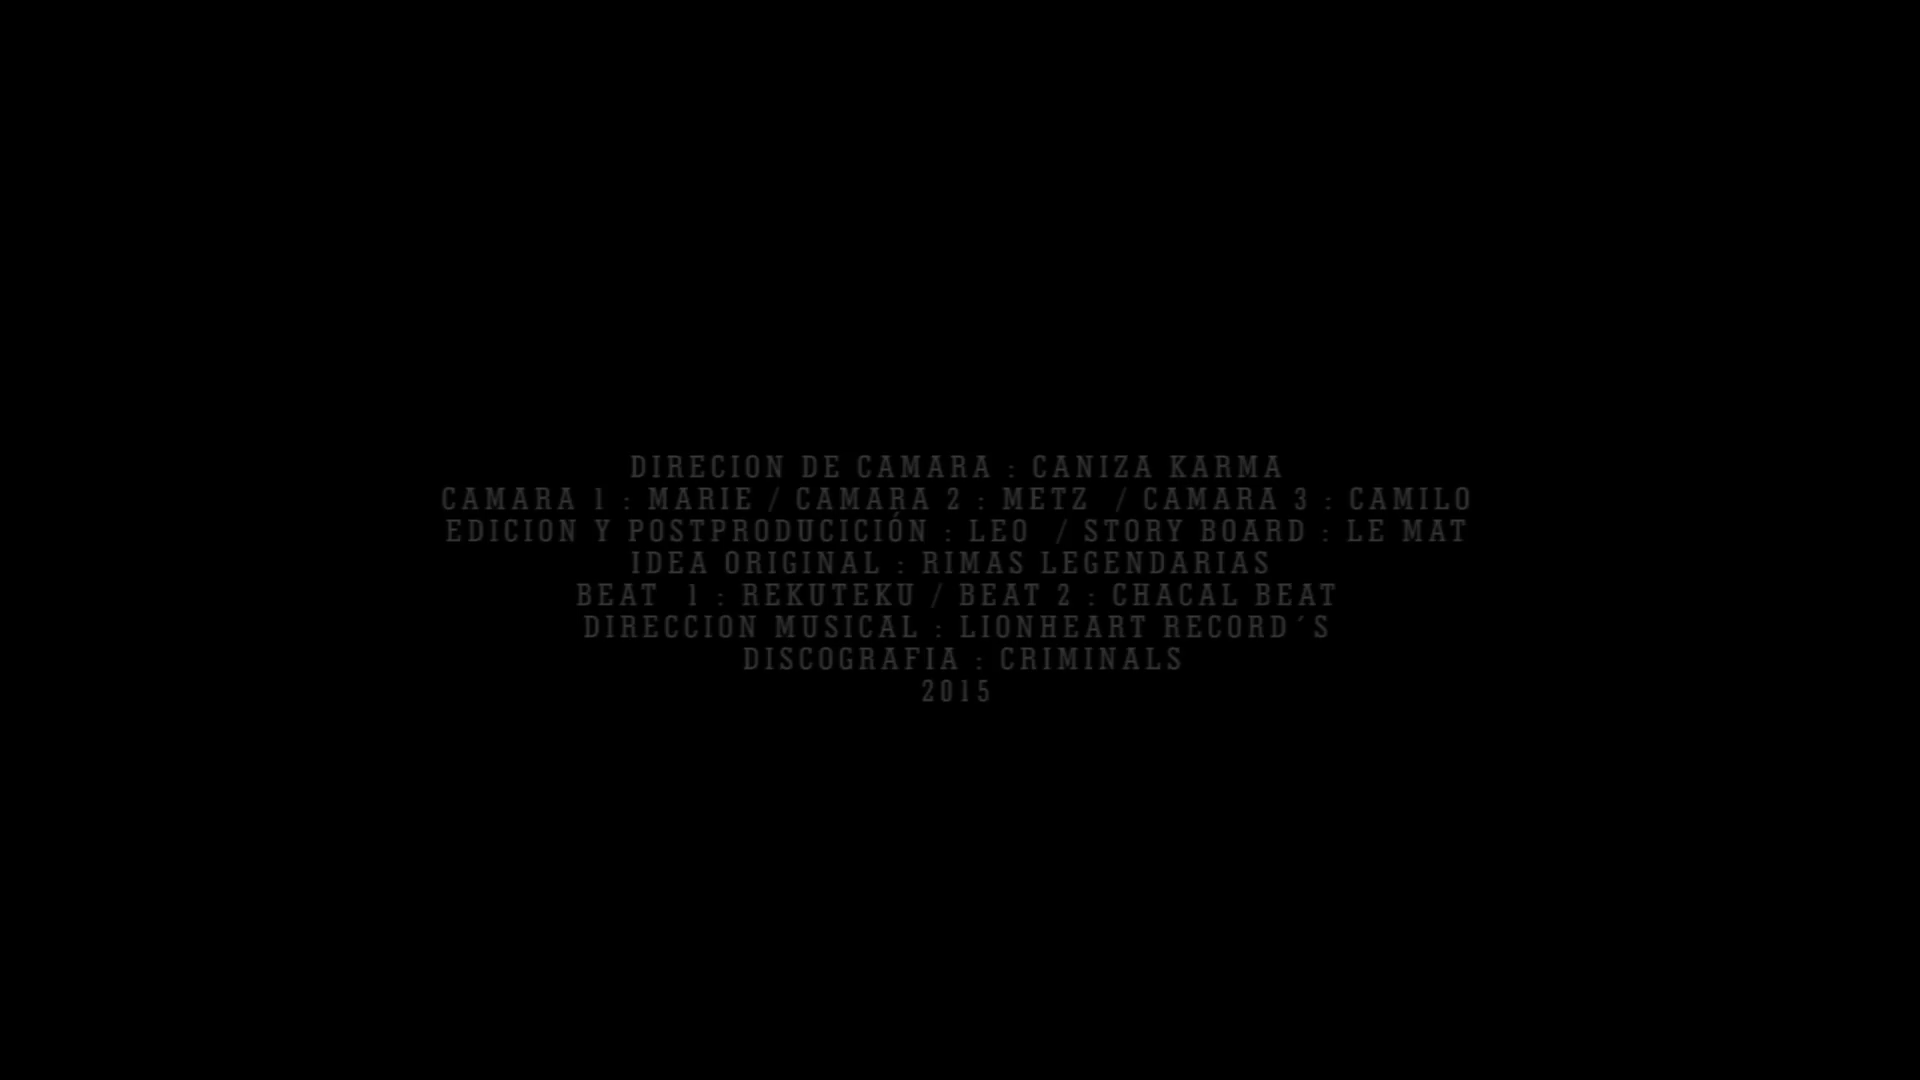 DIRECION DE CAMARA : CANIZA KARMA
CAMARA 1 : MARIE / CAMARA 2 : METZ / CAMARA 3 : CAMILO
EDICION Y POSTPRODUCICIÓN : LEO / STORY BOARD : LE MAT
IDEA ORIGINAL : RIMAS LEGENDARIAS
BEAT 1 : REKUTEKU / BEAT 2 : CHACAL BEAT
DIRECCION MUSICAL : LIONHEART RECORD´S
DISCOGRAFIA : CRIMINALS
2015